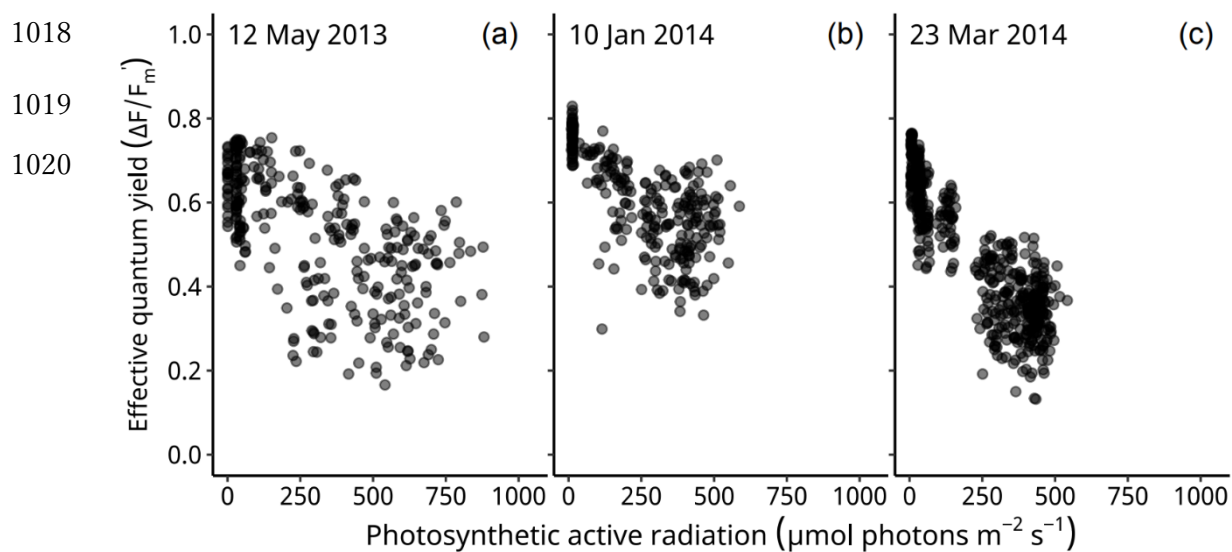 1018
1019
1020
12 May 2013 (a)
10 Jan 2014 (b)
23 Mar 2014 (c)
Effective quantum yield (ΔF/Fm')
1.0
0.8
0.6
0.4
0.2
0.0
0 250 500 750 1000
0 250 500 750 1000
0 250 500 750 1000
Photosynthetic active radiation (μmol photons m⁻² s⁻¹)